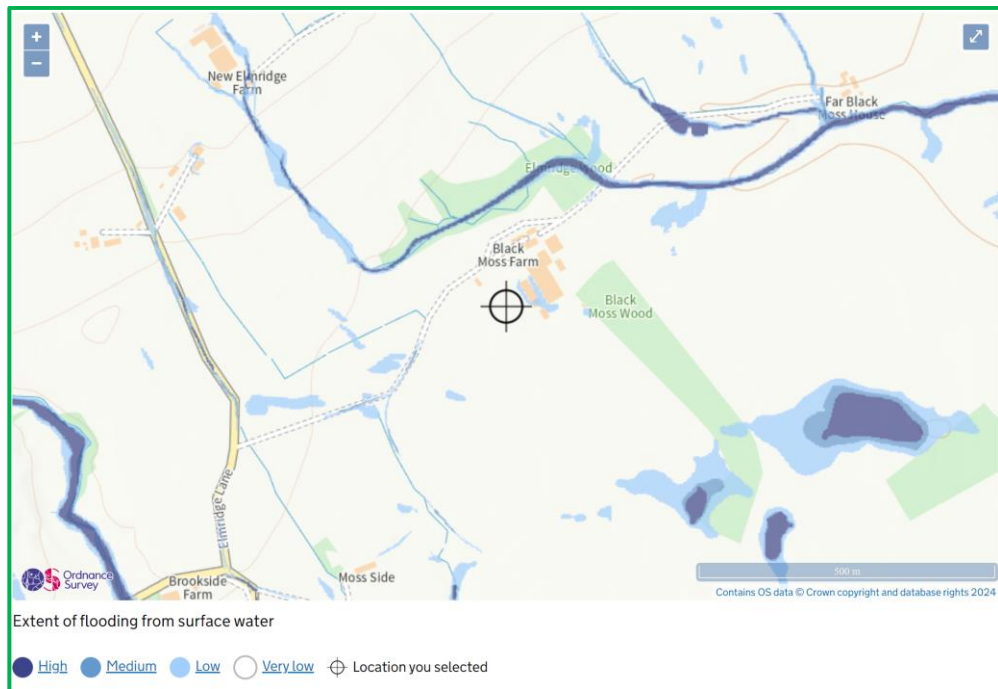 +
−
New Elmridge
Farm
Far Black
Moss House
Elmridge Wood
Black
Moss Farm
Black
Moss Wood
Elmridge Lane
Brookside
Farm
Moss Side
Ordnance
Survey
500 m
Contains OS data © Crown copyright and database rights 2024
Extent of flooding from surface water
High Medium Low Very low Location you selected